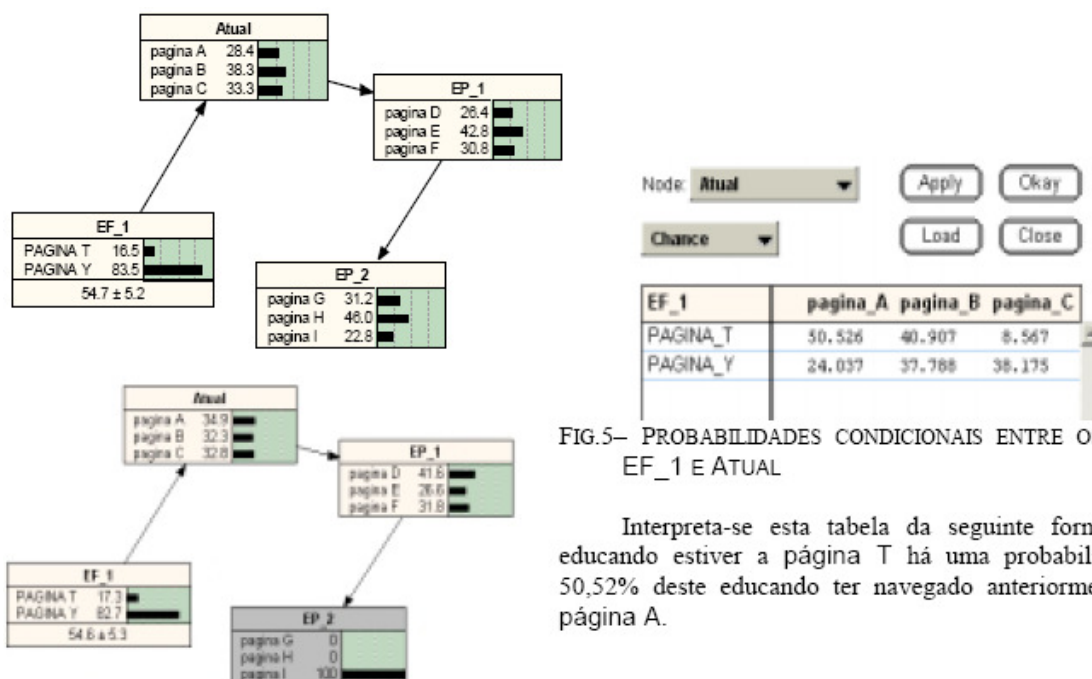 Atual
pagina A 28.4
pagina B 38.3
pagina C 33.3
EP_1
pagina D 26.4
pagina E 42.8
pagina F 30.8
EF_1
PAGINA T 16.5
PAGINA Y 83.5
54.7 ± 5.2
EP_2
pagina G 31.2
pagina H 46.0
pagina I 22.8
Atual
pagina A 34.9
pagina B 32.3
pagina C 32.8
EP_1
pagina D 41.6
pagina E 26.6
pagina F 31.8
EF_1
PAGINA T 17.3
PAGINA Y 82.7
54.6 ± 5.3
EP_2
pagina G 0
pagina H 0
pagina I 100
Node: Atual Apply Okay
Chance Load Close
EF_1 pagina_A pagina_B pagina_C
PAGINA_T 50.526 40.907 8.567
PAGINA_Y 24.037 37.788 38.175
FIG.5– PROBABILIDADES CONDICIONAIS ENTRE O
EF_1 E ATUAL
Interpreta-se esta tabela da seguinte form
educando estiver a página T há uma probabil
50,52% deste educando ter navegado anteriorme
página A.